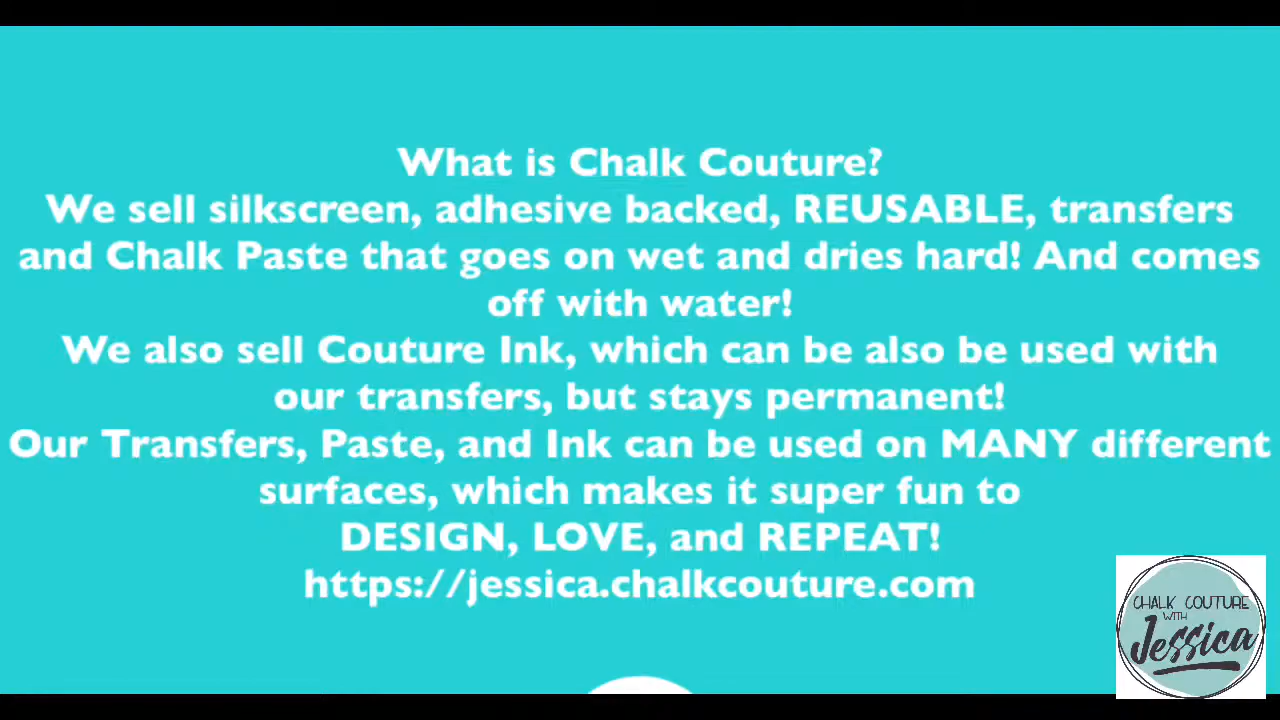 What is Chalk Couture?
We sell silkscreen, adhesive backed, REUSABLE, transfers
and Chalk Paste that goes on wet and dries hard! And comes
off with water!
We also sell Couture Ink, which can be also be used with
our transfers, but stays permanent!
Our Transfers, Paste, and Ink can be used on MANY different
surfaces, which makes it super fun to
DESIGN, LOVE, and REPEAT!
https://jessica.chalkcouture.com
CHALK COUTURE
WITH
Jessica